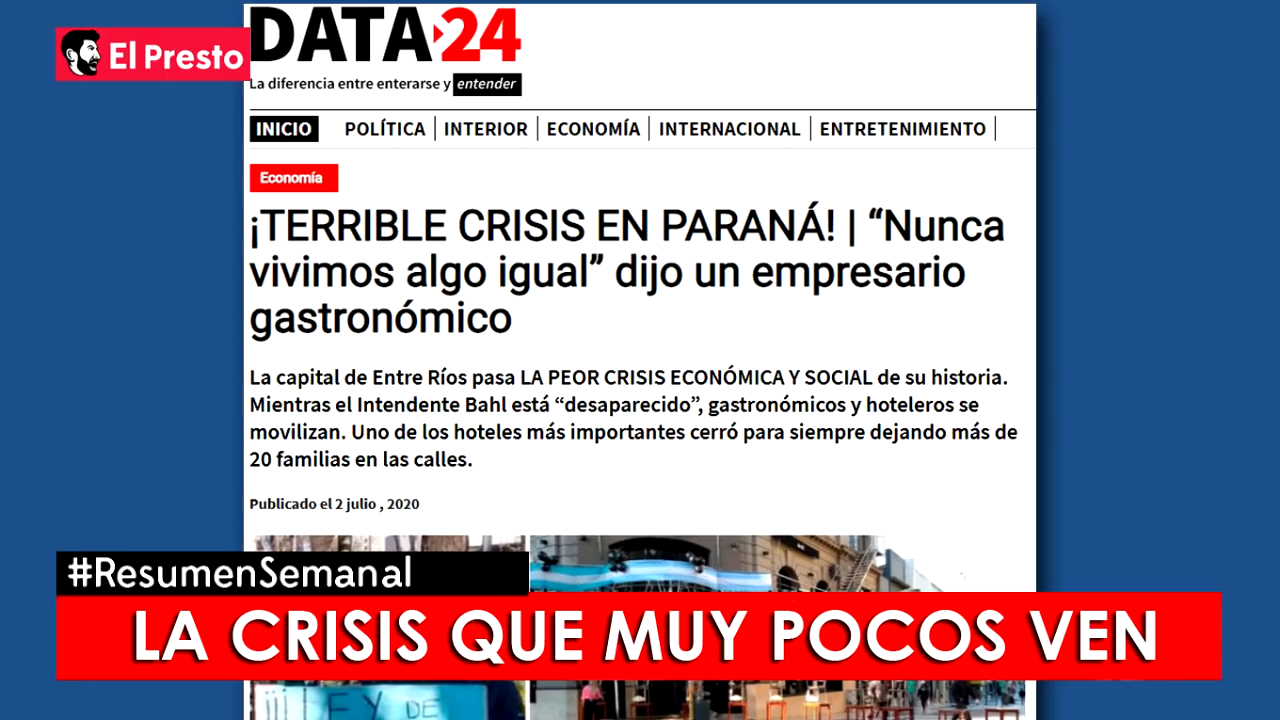 El Presto
DATA24
La diferencia entre enterarse y entender
INICIO POLÍTICA INTERIOR ECONOMÍA INTERNACIONAL ENTRETENIMIENTO
Economía
¡TERRIBLE CRISIS EN PARANÁ! | “Nunca
vivimos algo igual” dijo un empresario
gastronómico
La capital de Entre Ríos pasa LA PEOR CRISIS ECONÓMICA Y SOCIAL de su historia.
Mientras el Intendente Bahl está “desaparecido”, gastronómicos y hoteleros se
movilizan. Uno de los hoteles más importantes cerró para siempre dejando más de
20 familias en las calles.
Publicado el 2 julio , 2020
#ResumenSemanal
LA CRISIS QUE MUY POCOS VEN
LEY DE